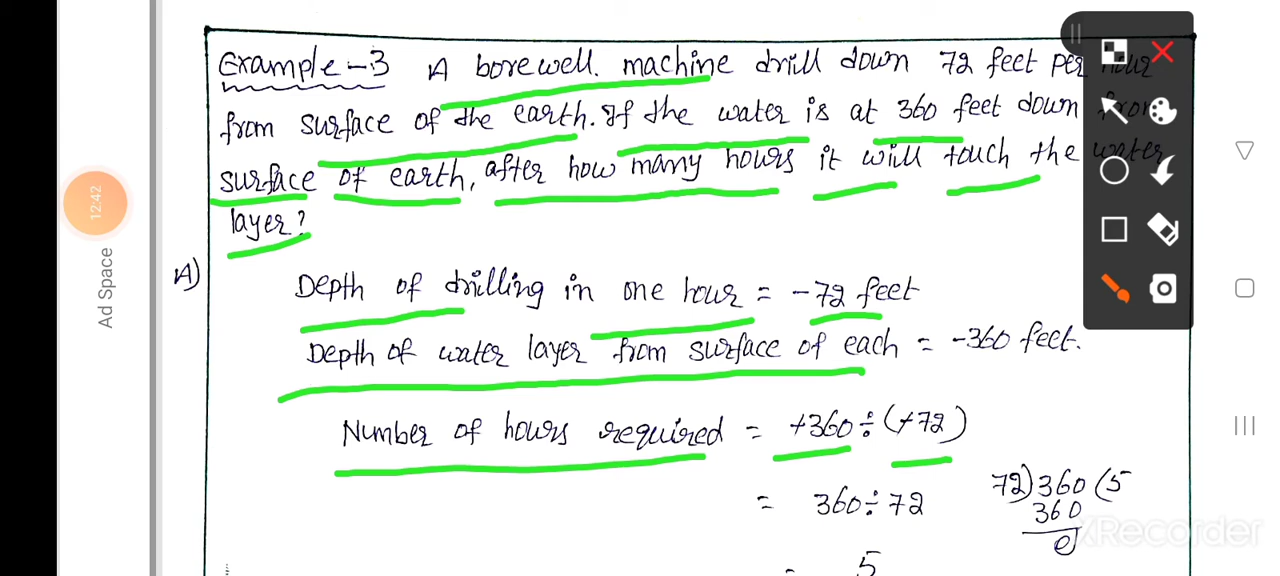 Example-3 A borewell machine drill down 72 feet per hour
from surface of the earth. If the water is at 360 feet down from
surface of earth, after how many hours it will touch the water
layer?
12:42
Ad Space
A)
Depth of drilling in one hour = -72 feet
Depth of water layer from surface of each = -360 feet.
Number of hours required = +360 ÷ (+72)
= 360 ÷ 72
72)360(5
360
0
XRecorder
= 5